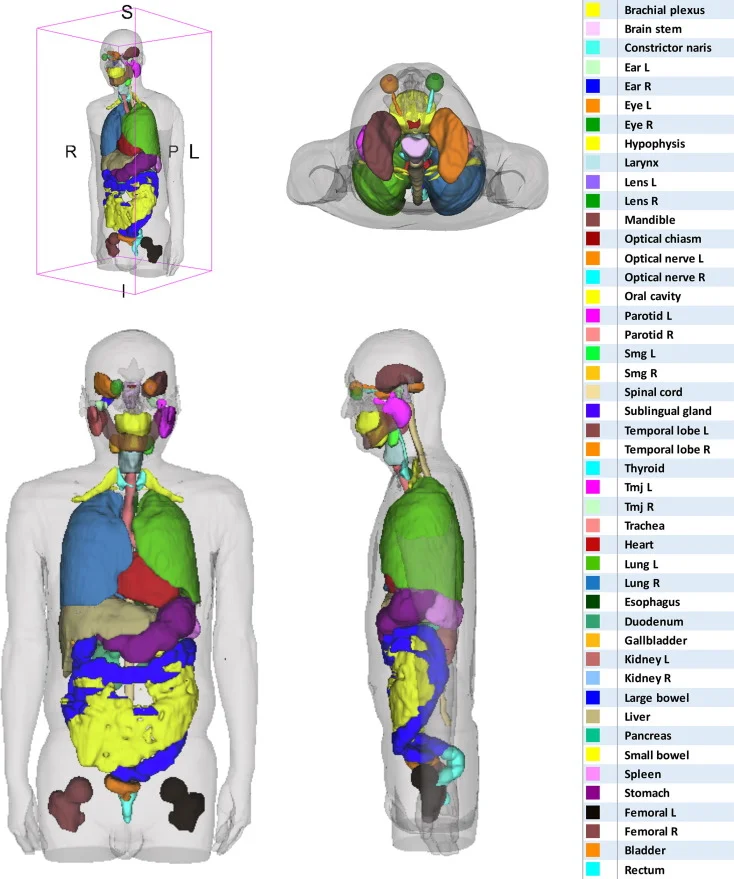 S
R
P
L
I
Brachial plexus
Brain stem
Constrictor naris
Ear L
Ear R
Eye L
Eye R
Hypophysis
Larynx
Lens L
Lens R
Mandible
Optical chiasm
Optical nerve L
Optical nerve R
Oral cavity
Parotid L
Parotid R
Smg L
Smg R
Spinal cord
Sublingual gland
Temporal lobe L
Temporal lobe R
Thyroid
Tmj L
Tmj R
Trachea
Heart
Lung L
Lung R
Esophagus
Duodenum
Gallbladder
Kidney L
Kidney R
Large bowel
Liver
Pancreas
Small bowel
Spleen
Stomach
Femoral L
Femoral R
Bladder
Rectum